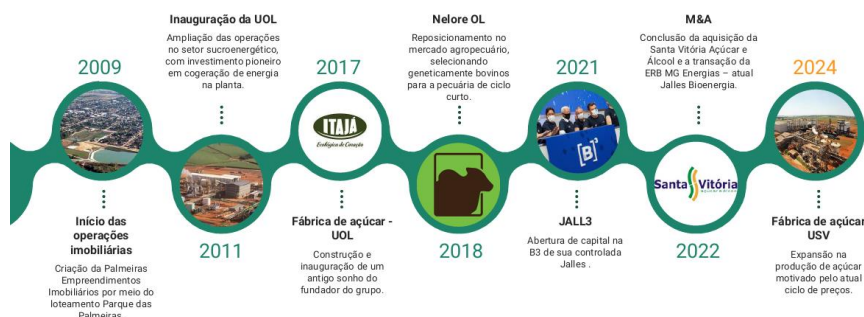 2009
Início das
operações
imobiliárias
Criação da Palmeiras
Empreendimentos
Imobiliários por meio do
loteamento Parque das
Palmeiras.
Inauguração da UOL
Ampliação das operações
no setor sucroenergético,
com investimento pioneiro
em cogeração de energia
na planta.
2011
2017
ITAJÁ
Ecológico de Coração
Fábrica de açúcar -
UOL
Construção e
inauguração de um
antigo sonho do
fundador do grupo.
Nelore OL
Reposicionamento no
mercado agropecuário,
selecionando
geneticamente bovinos
para a pecuária de ciclo
curto.
2018
2021
[B]³
JALL3
Abertura de capital na
B3 de sua controlada
Jalles .
M&A
Conclusão da aquisição da
Santa Vitória Açúcar e
Álcool e a transação da
ERB MG Energias – atual
Jalles Bioenergia.
Santa Vitória
2022
2024
Fábrica de açúcar
USV
Expansão na
produção de açúcar
motivado pelo atual
ciclo de preços.